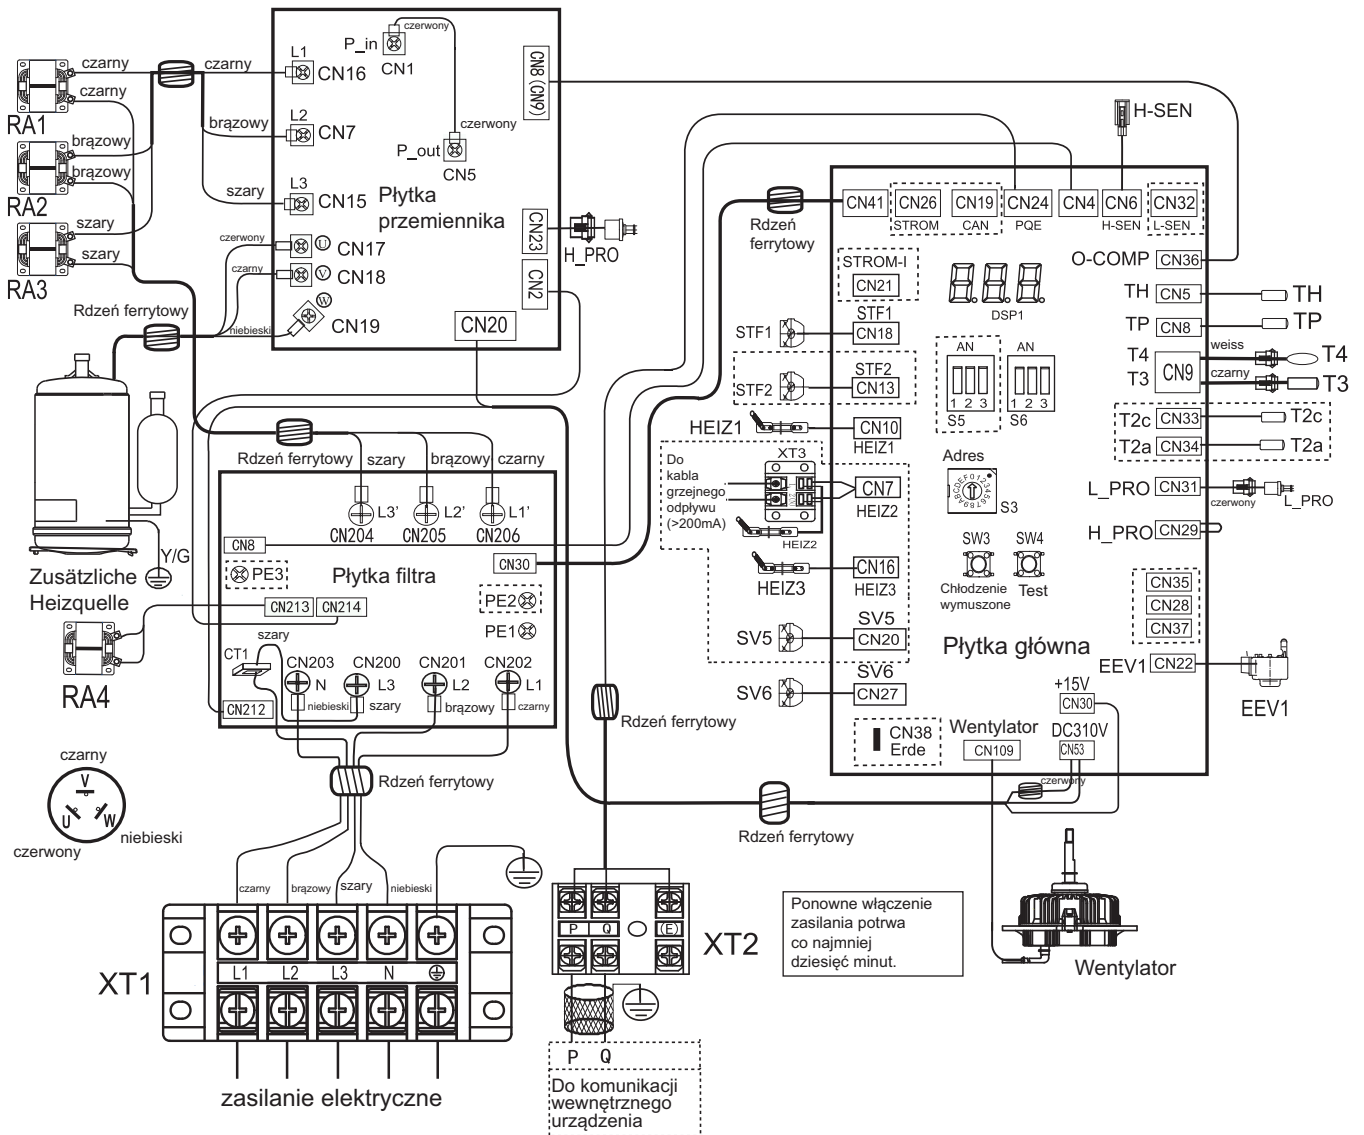 czerwony
P_in
CN1
L1
CN16
czarny
czarny
czarny
RA1
CN8 (CN9)
H-SEN
brązowy
L2
CN7
brązowy
czerwony
P_out
CN5
brązowy
RA2
L3
CN15
szary
Płytka
przemiennika
CN41
CN26
CN19
CN24
CN4
CN6
CN32
STROM
CAN
PQE
H-SEN
L-SEN
Rdzeń
ferrytowy
szary
szary
RA3
czerwony
U
CN17
CN23
H_PRO
czarny
V
CN18
CN2
W
CN19
niebieski
CN20
Rdzeń ferrytowy
O-COMP
CN36
STROM-I
CN21
DSP1
TH
CN5
TH
STF1
STF1
CN18
TP
CN8
TP
AN
AN
T4
T3
CN9
weiss
T4
czarny
T3
STF2
STF2
CN13
1 2 3
1 2 3
S5
S6
T2c
CN33
T2c
HEIZ1
CN10
HEIZ1
T2a
CN34
T2a
Rdzeń ferrytowy
szary
brązowy
czarny
XT3
Do
kabla
grzejnego
odpływu
(>200mA)
CN7
HEIZ2
HEIZ2
Adres
S3
L_PRO
CN31
czerwony
L_PRO
L3'
L2'
L1'
CN204
CN205
CN206
H_PRO
CN29
CN8
CN30
SW3
SW4
Chłodzenie
wymuszone
Test
HEIZ3
CN16
HEIZ3
Y/G
Zusätzliche
Heizquelle
PE3
Płytka filtra
CN35
CN28
CN37
CN213
CN214
PE2
PE1
SV5
SV5
CN20
Płytka główna
szary
CT1
RA4
CN203
CN200
CN201
CN202
N
L3
L2
L1
niebieski
szary
brązowy
czarny
CN212
EEV1
CN22
EEV1
SV6
SV6
CN27
+15V
CN30
Rdzeń ferrytowy
CN38
Erde
Wentylator
CN109
DC310V
CN53
czerwony
czarny
V
U
W
czerwony
niebieski
Rdzeń ferrytowy
Rdzeń ferrytowy
czarny
brązowy
szary
niebieski
XT1
L1
L2
L3
N
P
Q
(E)
XT2
Ponowne włączenie
zasilania potrwa
co najmniej
dziesięć minut.
Wentylator
zasilanie elektryczne
P
Q
Do komunikacji
wewnętrznego
urządzenia